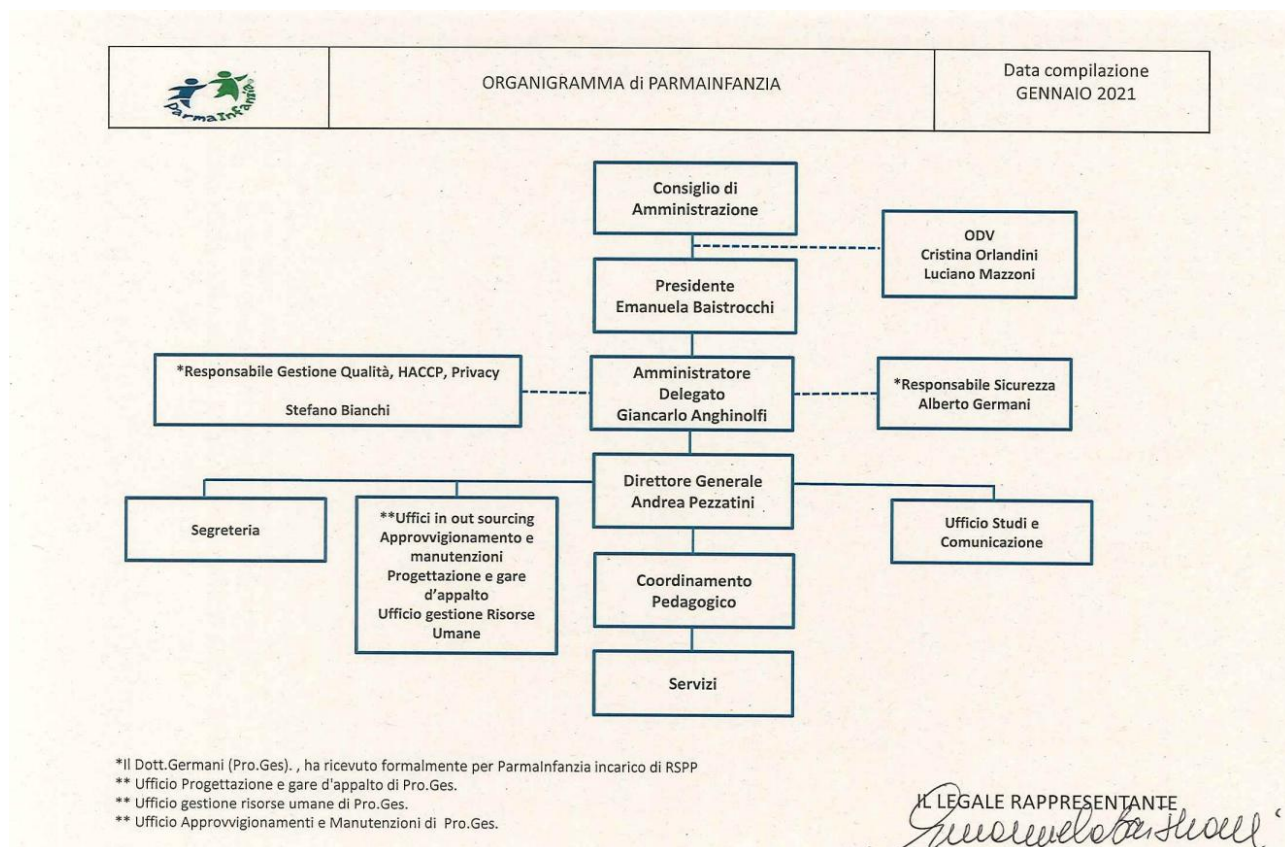 ParmaInfanzia
ORGANIGRAMMA di PARMAINFANZIA
Data compilazione
GENNAIO 2021
Consiglio di
Amministrazione
ODV
Cristina Orlandini
Luciano Mazzoni
Presidente
Emanuela Baistrocchi
*Responsabile Gestione Qualità, HACCP, Privacy
Stefano Bianchi
Amministratore
Delegato
Giancarlo Anghinolfi
*Responsabile Sicurezza
Alberto Germani
Direttore Generale
Andrea Pezzatini
Segreteria
**Uffici in out sourcing
Approvvigionamento e
manutenzioni
Progettazione e gare
d'appalto
Ufficio gestione Risorse
Umane
Ufficio Studi e
Comunicazione
Coordinamento
Pedagogico
Servizi
*Il Dott.Germani (Pro.Ges). , ha ricevuto formalmente per ParmaInfanzia incarico di RSPP
** Ufficio Progettazione e gare d'appalto di Pro.Ges.
** Ufficio gestione risorse umane di Pro.Ges.
** Ufficio Approvvigionamenti e Manutenzioni di Pro.Ges.
IL LEGALE RAPPRESENTANTE